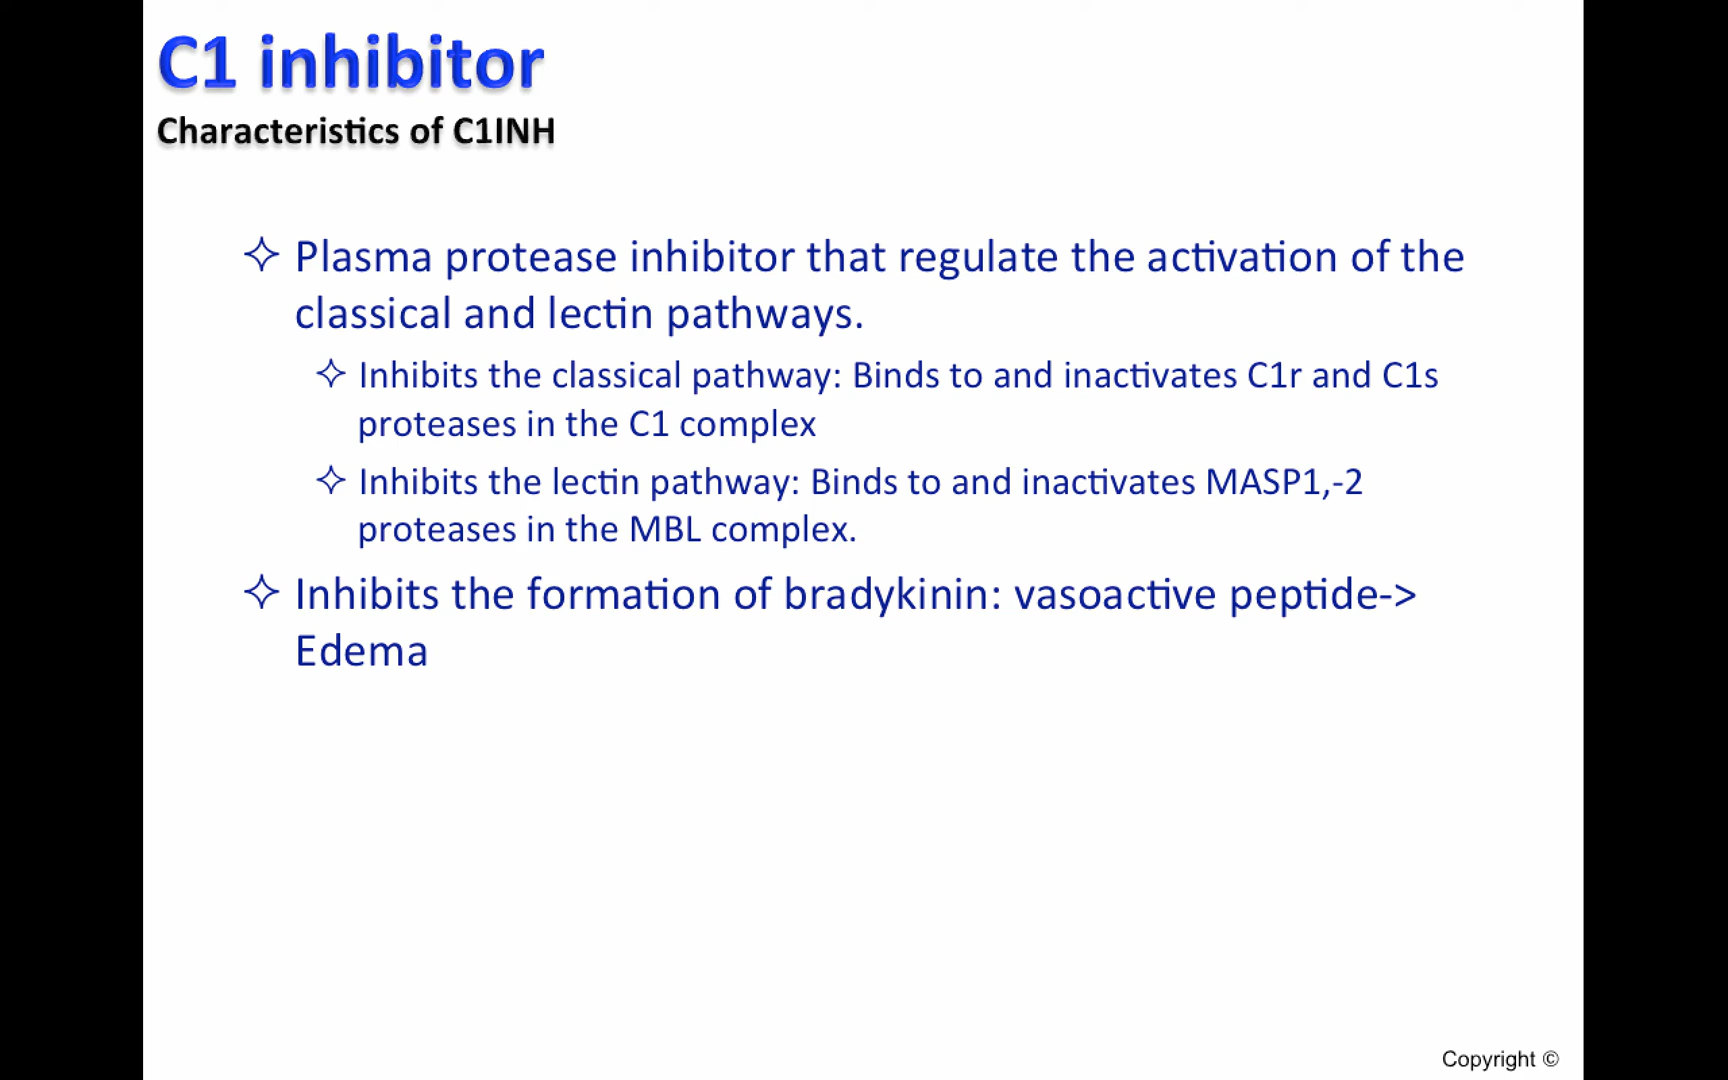 C1 inhibitor
Characteristics of C1INH
✧ Plasma protease inhibitor that regulate the activation of the
classical and lectin pathways.
✧ Inhibits the classical pathway: Binds to and inactivates C1r and C1s
proteases in the C1 complex
✧ Inhibits the lectin pathway: Binds to and inactivates MASP1,-2
proteases in the MBL complex.
✧ Inhibits the formation of bradykinin: vasoactive peptide->
Edema
Copyright ©